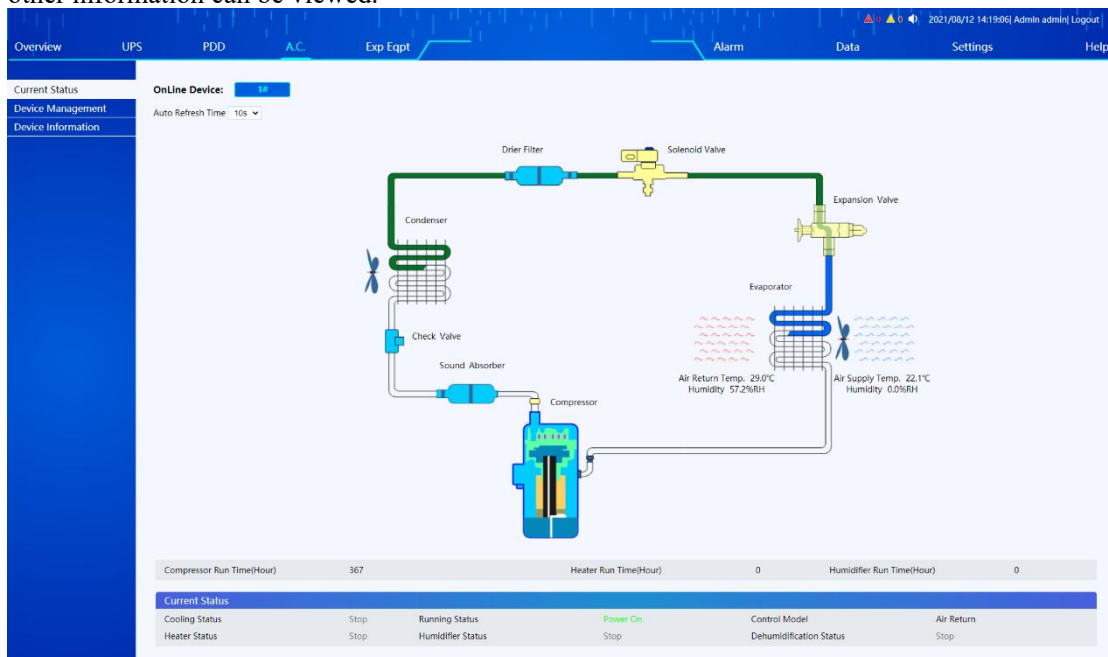 other information can be viewed.
0 0 2021/08/12 14:19:06| Admin admin| Logout
Overview UPS PDD A.C. Exp Eqpt Alarm Data Settings Help
Current Status
Device Management
Device Information
OnLine Device: 1#
Auto Refresh Time 10s
Drier Filter
Solenoid Valve
Expansion Valve
Condenser
Evaporator
Check Valve
Sound Absorber
Air Return Temp. 29.0℃
Humidity 57.2%RH
Air Supply Temp. 22.1℃
Humidity 0.0%RH
Compressor
Compressor Run Time(Hour) 367 Heater Run Time(Hour) 0 Humidifier Run Time(Hour) 0
Current Status
Cooling Status Stop Running Status Power On Control Model Air Return
Heater Status Stop Humidifier Status Stop Dehumidification Status Stop